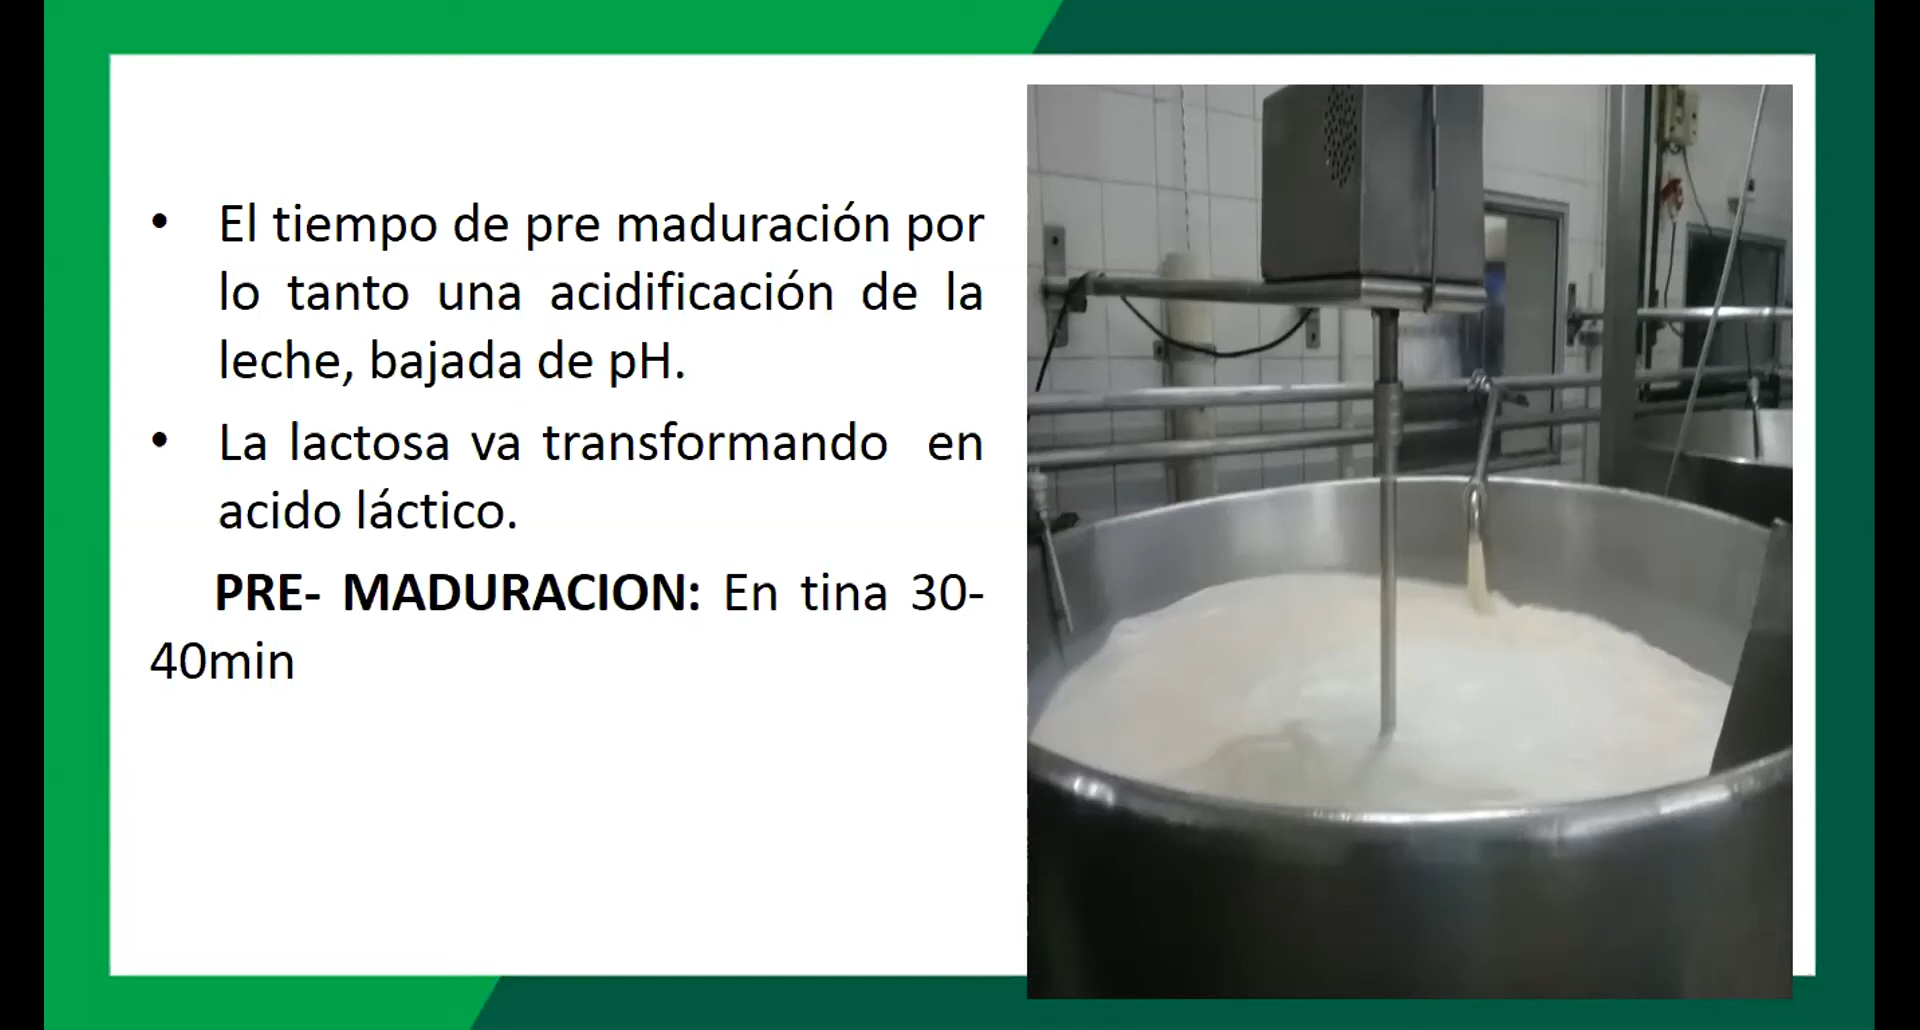 • El tiempo de pre maduración por
lo tanto una acidificación de la
leche, bajada de pH.
• La lactosa va transformando  en
acido láctico.
PRE- MADURACION: En tina 30-
40min